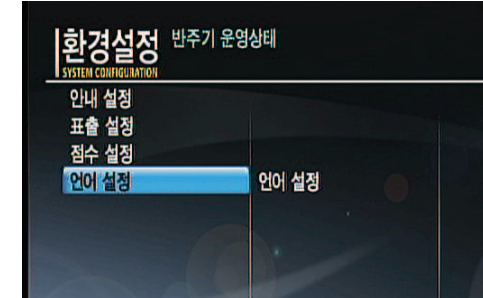 환경설정 반주기 운영상태
SYSTEM CONFIGURATION
안내 설정
표출 설정
점수 설정
언어 설정 언어 설정